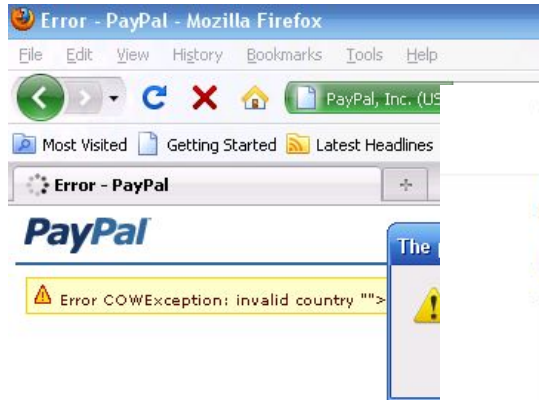 Error - PayPal - Mozilla Firefox
File Edit View History Bookmarks Tools Help
PayPal, Inc. (US
Most Visited Getting Started Latest Headlines
Error - PayPal
PayPal
The
Error COWException: invalid country "">